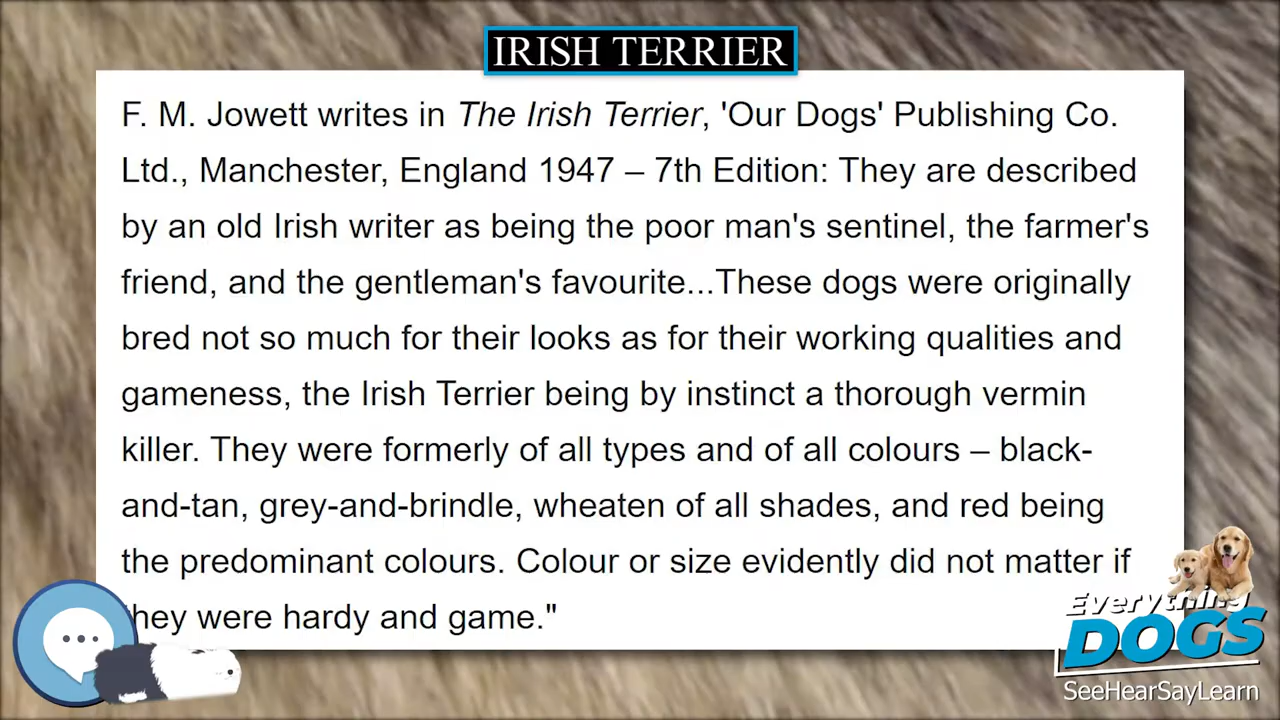 IRISH TERRIER
F. M. Jowett writes in The Irish Terrier, 'Our Dogs' Publishing Co.
Ltd., Manchester, England 1947 – 7th Edition: They are described
by an old Irish writer as being the poor man's sentinel, the farmer's
friend, and the gentleman's favourite...These dogs were originally
bred not so much for their looks as for their working qualities and
gameness, the Irish Terrier being by instinct a thorough vermin
killer. They were formerly of all types and of all colours – black-
and-tan, grey-and-brindle, wheaten of all shades, and red being
the predominant colours. Colour or size evidently did not matter if
they were hardy and game."
Everything
DOGS
SeeHearSayLearn